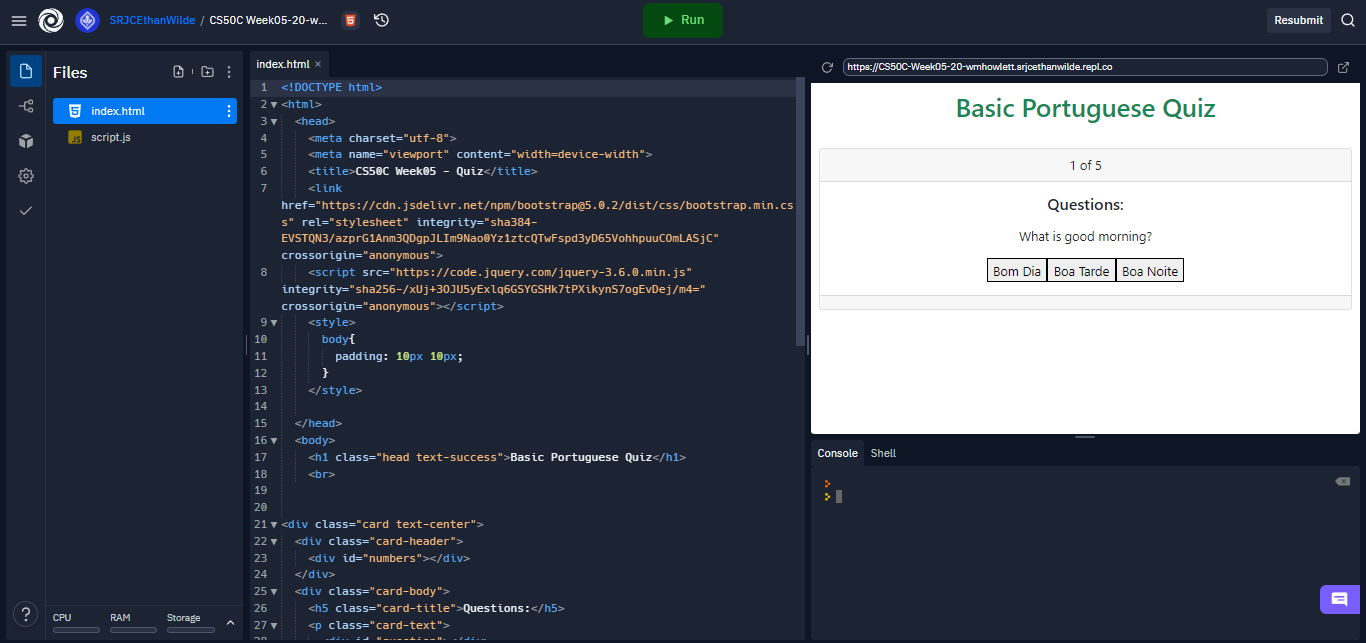 SRJCEthanWilde / CS50C Week05-20-w...
Run
Resubmit
Files
index.html
script.js
CPU
RAM
Storage
index.html
1 <!DOCTYPE html>
2 <html>
3 <head>
4 <meta charset="utf-8">
5 <meta name="viewport" content="width=device-width">
6 <title>CS50C Week05 - Quiz</title>
7 <link
href="https://cdn.jsdelivr.net/npm/bootstrap@5.0.2/dist/css/bootstrap.min.cs
s" rel="stylesheet" integrity="sha384-
EVSTQN3/azprG1Anm3QDgpJLIm9Nao0Yz1ztcQTwFspd3yD65VohhpuuCOmLASjC"
crossorigin="anonymous">
8 <script src="https://code.jquery.com/jquery-3.6.0.min.js"
integrity="sha256-/xUj+3OJU5yExlq6GSYGSHk7tPXikynS7ogEvDej/m4="
crossorigin="anonymous"></script>
9 <style>
10 body{
11 padding: 10px 10px;
12 }
13 </style>
14
15 </head>
16 <body>
17 <h1 class="head text-success">Basic Portuguese Quiz</h1>
18 <br>
19
20
21 <div class="card text-center">
22 <div class="card-header">
23 <div id="numbers"></div>
24 </div>
25 <div class="card-body">
26 <h5 class="card-title">Questions:</h5>
27 <p class="card-text">
28 <div id="question"></div>
https://CS50C-Week05-20-wmhowlett.srjcethanwilde.repl.co
Basic Portuguese Quiz
1 of 5
Questions:
What is good morning?
Bom Dia Boa Tarde Boa Noite
Console Shell